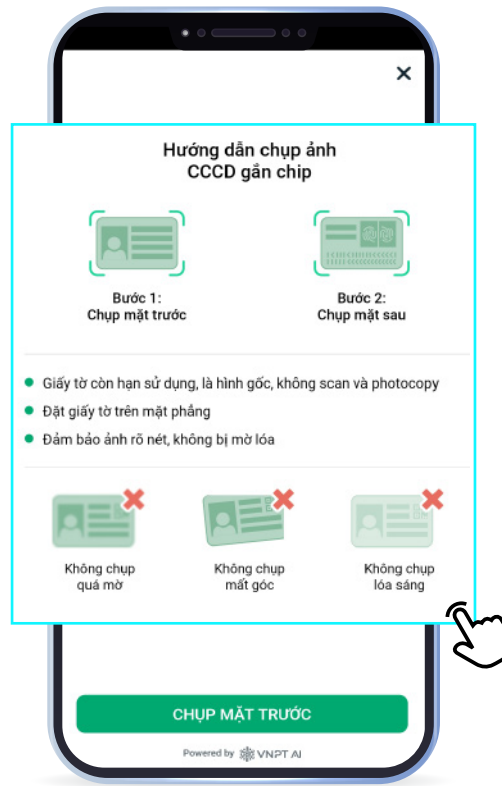 Hướng dẫn chụp ảnh
CCCD gắn chip
Bước 1:
Chụp mặt trước
Bước 2:
Chụp mặt sau
Giấy tờ còn hạn sử dụng, là hình gốc, không scan và photocopy
Đặt giấy tờ trên mặt phẳng
Đảm bảo ảnh rõ nét, không bị mờ lóa
Không chụp
quá mờ
Không chụp
mất góc
Không chụp
lóa sáng
CHỤP MẶT TRƯỚC
Powered by VNPT AI